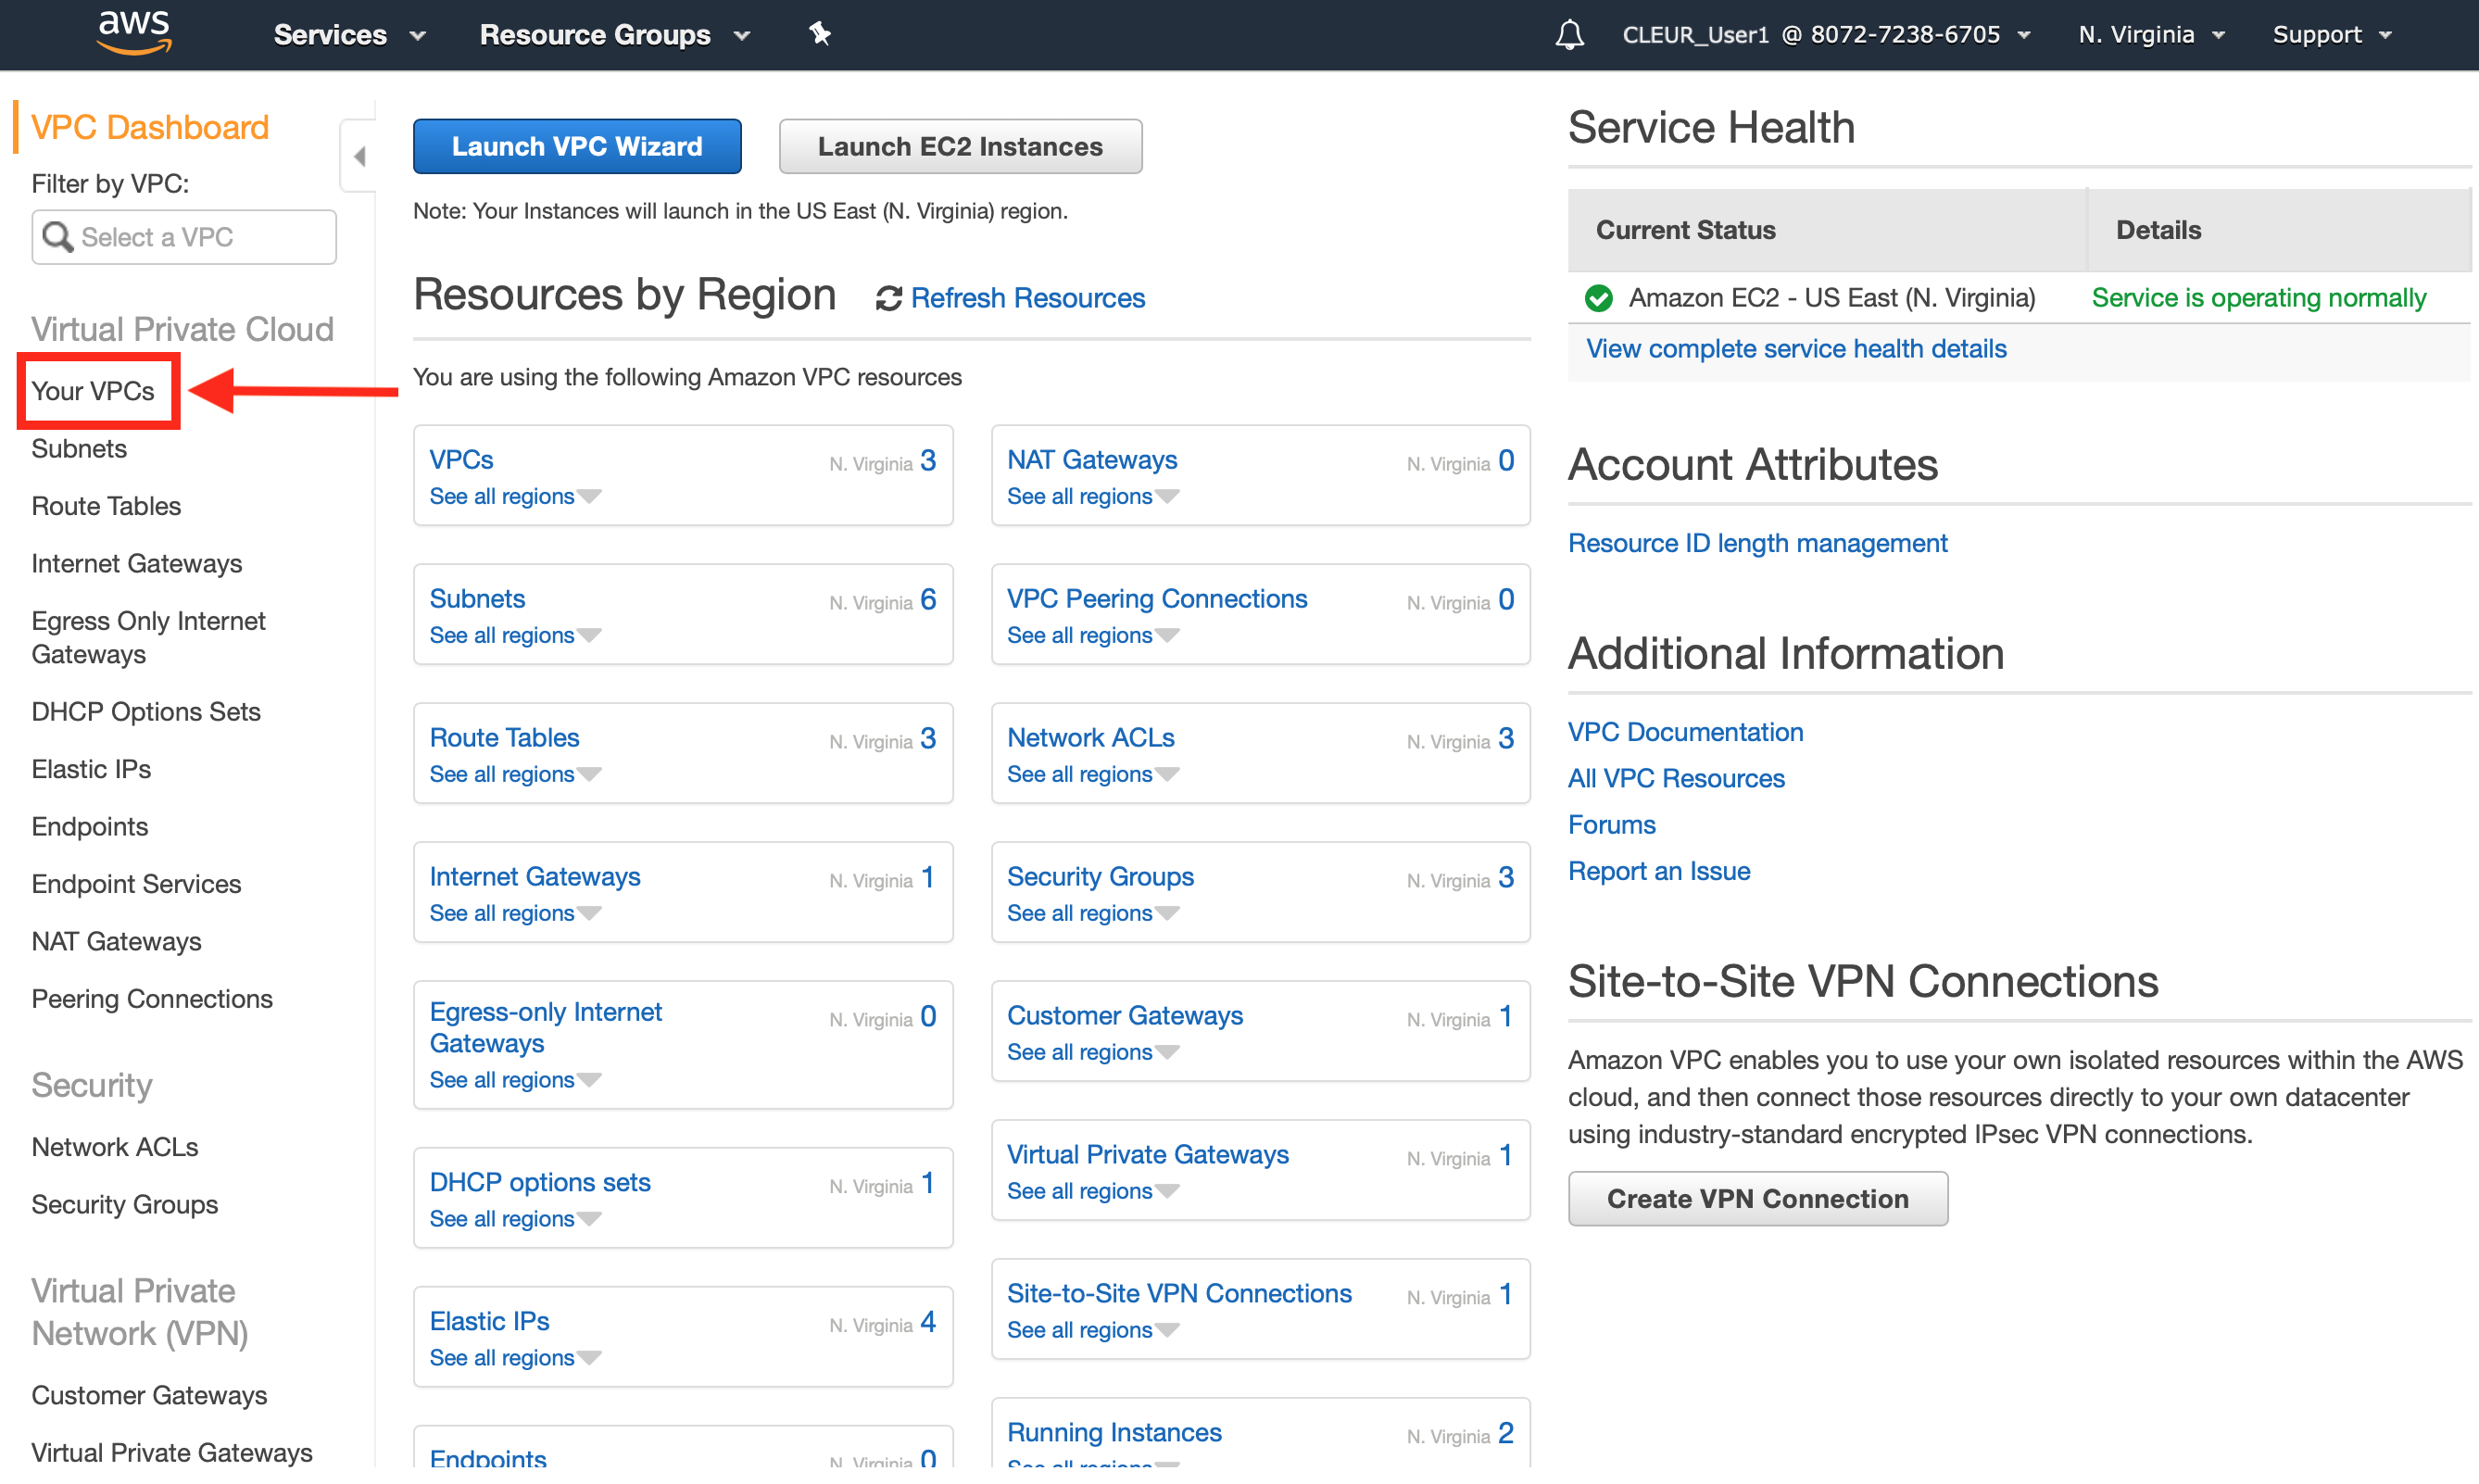 aws
Services
Resource Groups
CLEUR_User1 @ 8072-7238-6705
N. Virginia
Support
VPC Dashboard
Filter by VPC:
Select a VPC
Virtual Private Cloud
Your VPCs
Subnets
Route Tables
Internet Gateways
Egress Only Internet
Gateways
DHCP Options Sets
Elastic IPs
Endpoints
Endpoint Services
NAT Gateways
Peering Connections
Security
Network ACLs
Security Groups
Virtual Private
Network (VPN)
Customer Gateways
Virtual Private Gateways
Launch VPC Wizard
Launch EC2 Instances
Note: Your Instances will launch in the US East (N. Virginia) region.
Resources by Region
Refresh Resources
You are using the following Amazon VPC resources
VPCs N. Virginia 3
See all regions
Subnets N. Virginia 6
See all regions
Route Tables N. Virginia 3
See all regions
Internet Gateways N. Virginia 1
See all regions
Egress-only Internet N. Virginia 0
Gateways
See all regions
DHCP options sets N. Virginia 1
See all regions
Elastic IPs N. Virginia 4
See all regions
Endpoints N. Virginia 0
NAT Gateways N. Virginia 0
See all regions
VPC Peering Connections N. Virginia 0
See all regions
Network ACLs N. Virginia 3
See all regions
Security Groups N. Virginia 3
See all regions
Customer Gateways N. Virginia 1
See all regions
Virtual Private Gateways N. Virginia 1
See all regions
Site-to-Site VPN Connections N. Virginia 1
See all regions
Running Instances N. Virginia 2
See all regions
Service Health
Current Status Details
Amazon EC2 - US East (N. Virginia) Service is operating normally
View complete service health details
Account Attributes
Resource ID length management
Additional Information
VPC Documentation
All VPC Resources
Forums
Report an Issue
Site-to-Site VPN Connections
Amazon VPC enables you to use your own isolated resources within the AWS
cloud, and then connect those resources directly to your own datacenter
using industry-standard encrypted IPsec VPN connections.
Create VPN Connection